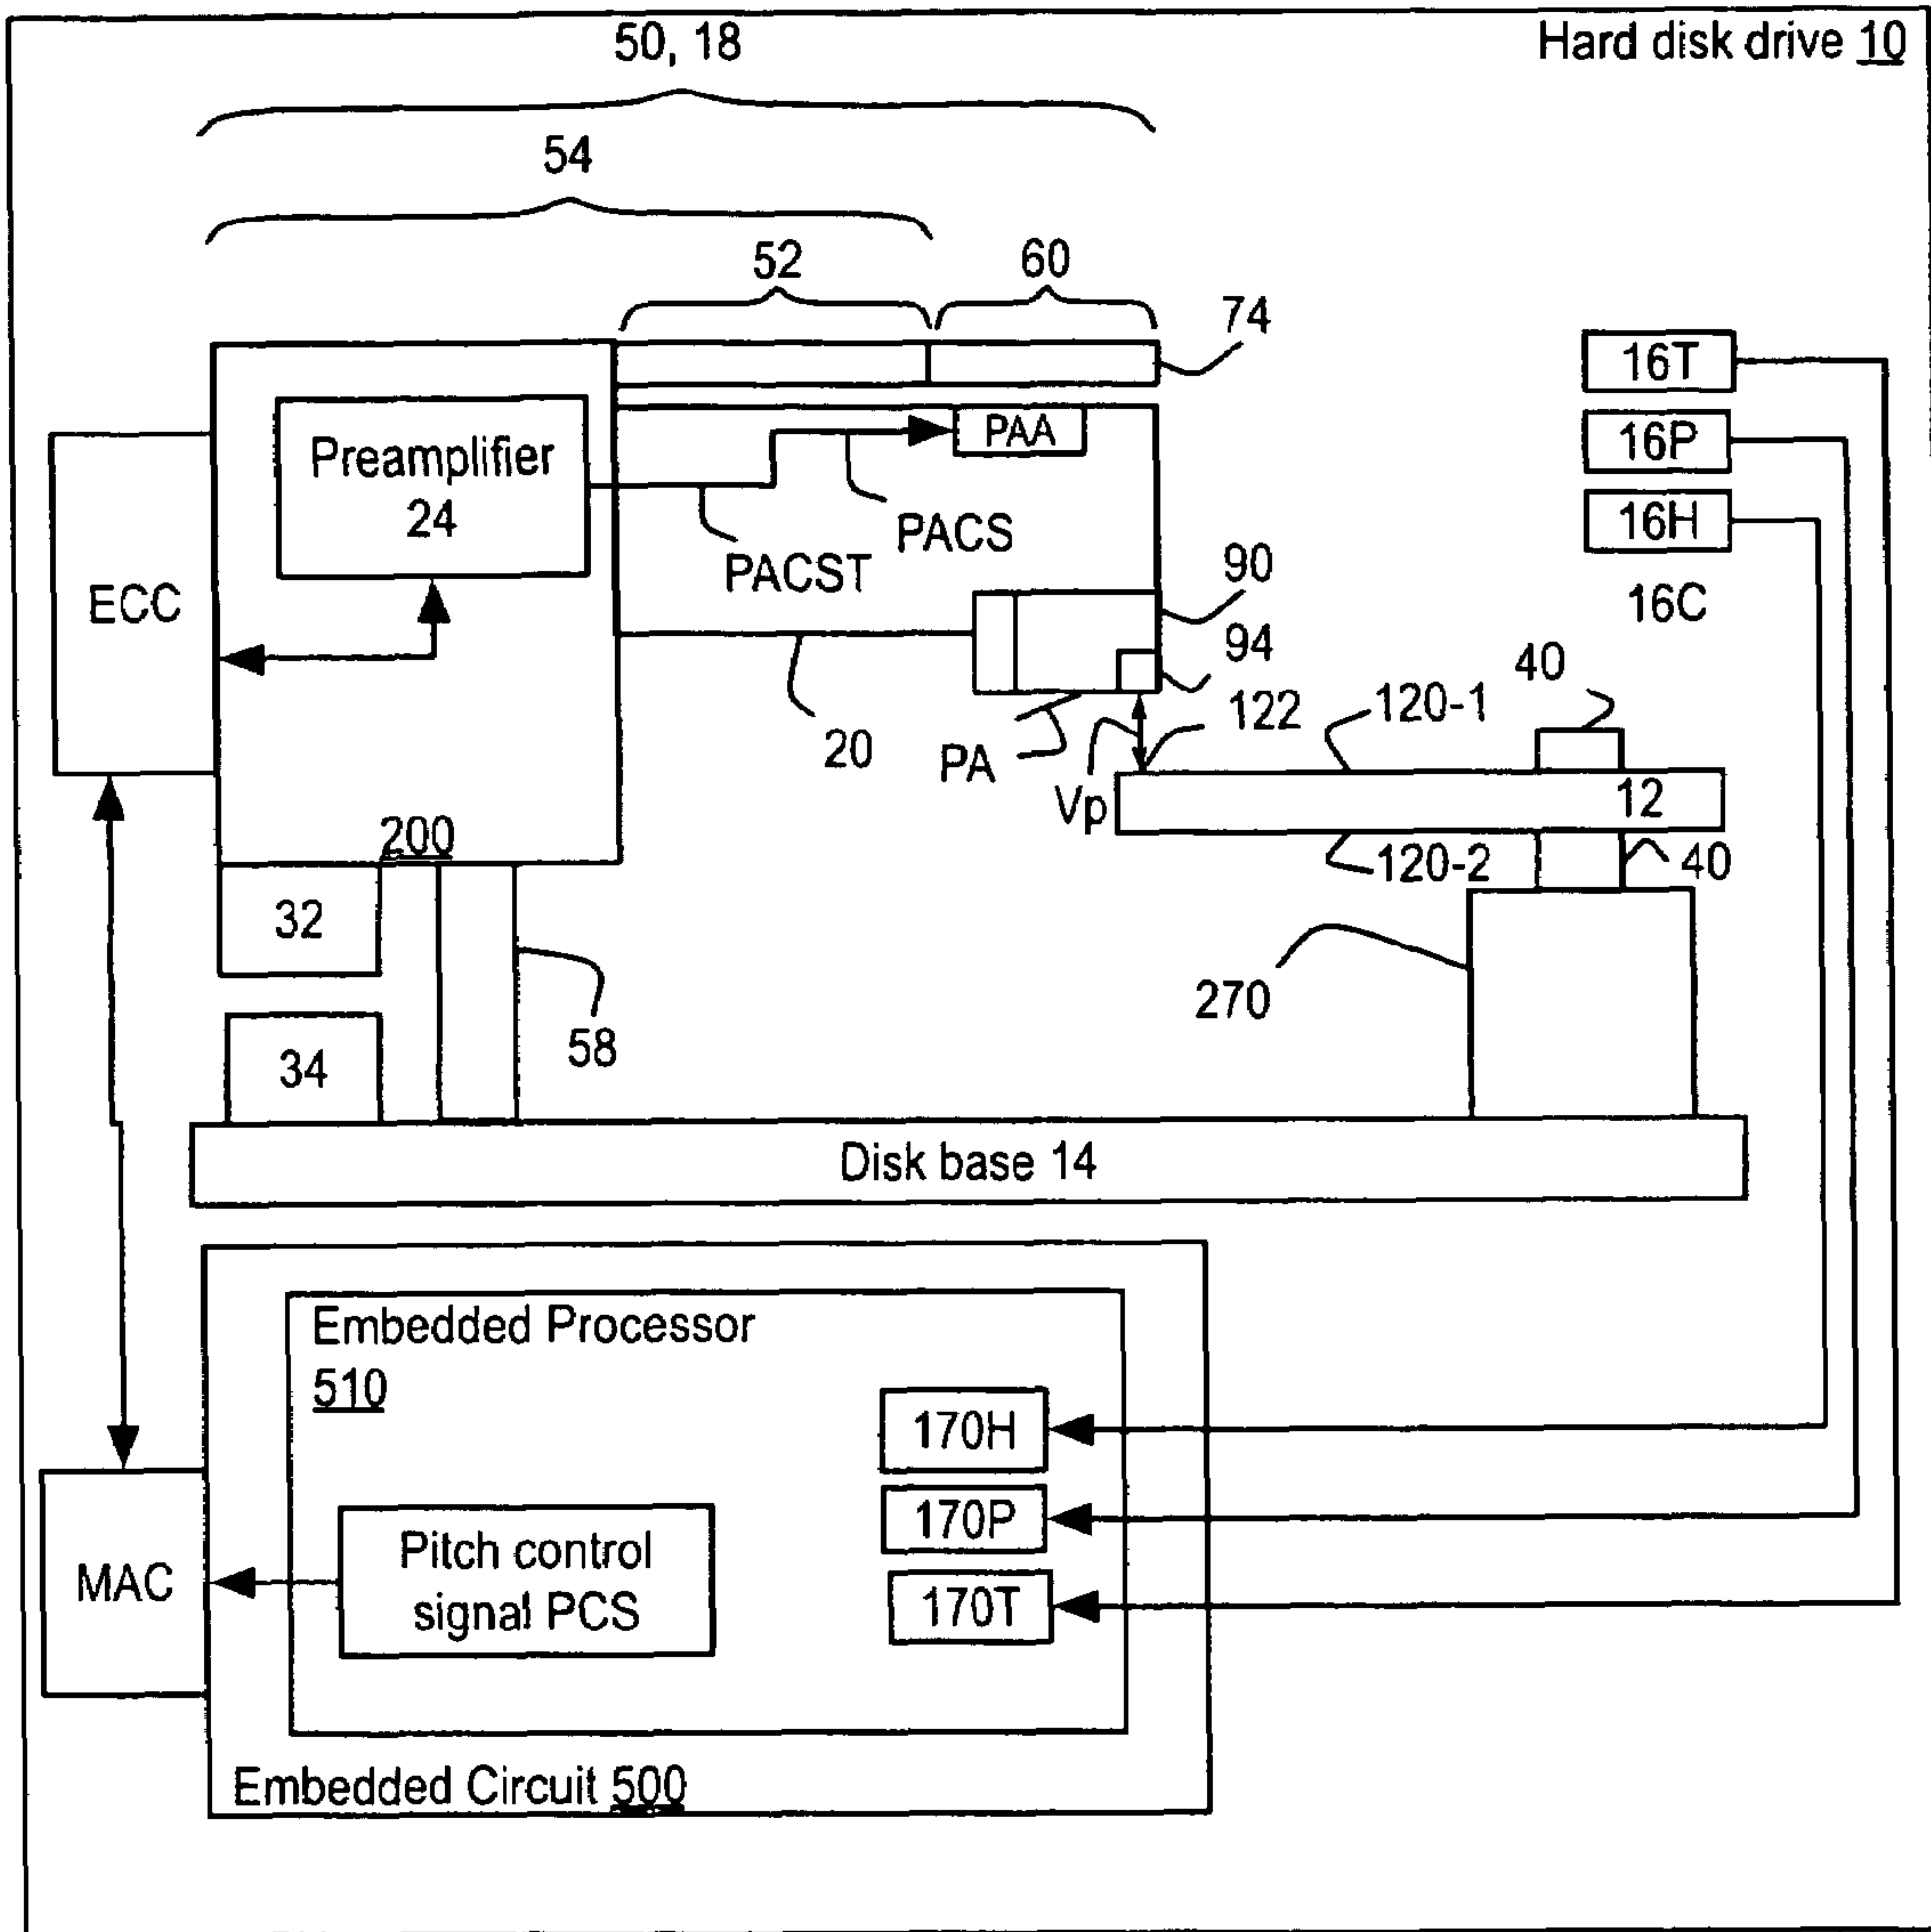 50, 18
Hard disk drive 10
54
52
60
74
16T
16P
16H
16C
Preamplifier
24
PAA
PACS
PACST
ECC
90
94
122
40
120-1
20
PA
Vp
12
200
120-2
40
32
58
270
34
Disk base 14
Embedded Processor
510
170H
170P
170T
Pitch control
signal PCS
MAC
Embedded Circuit 500